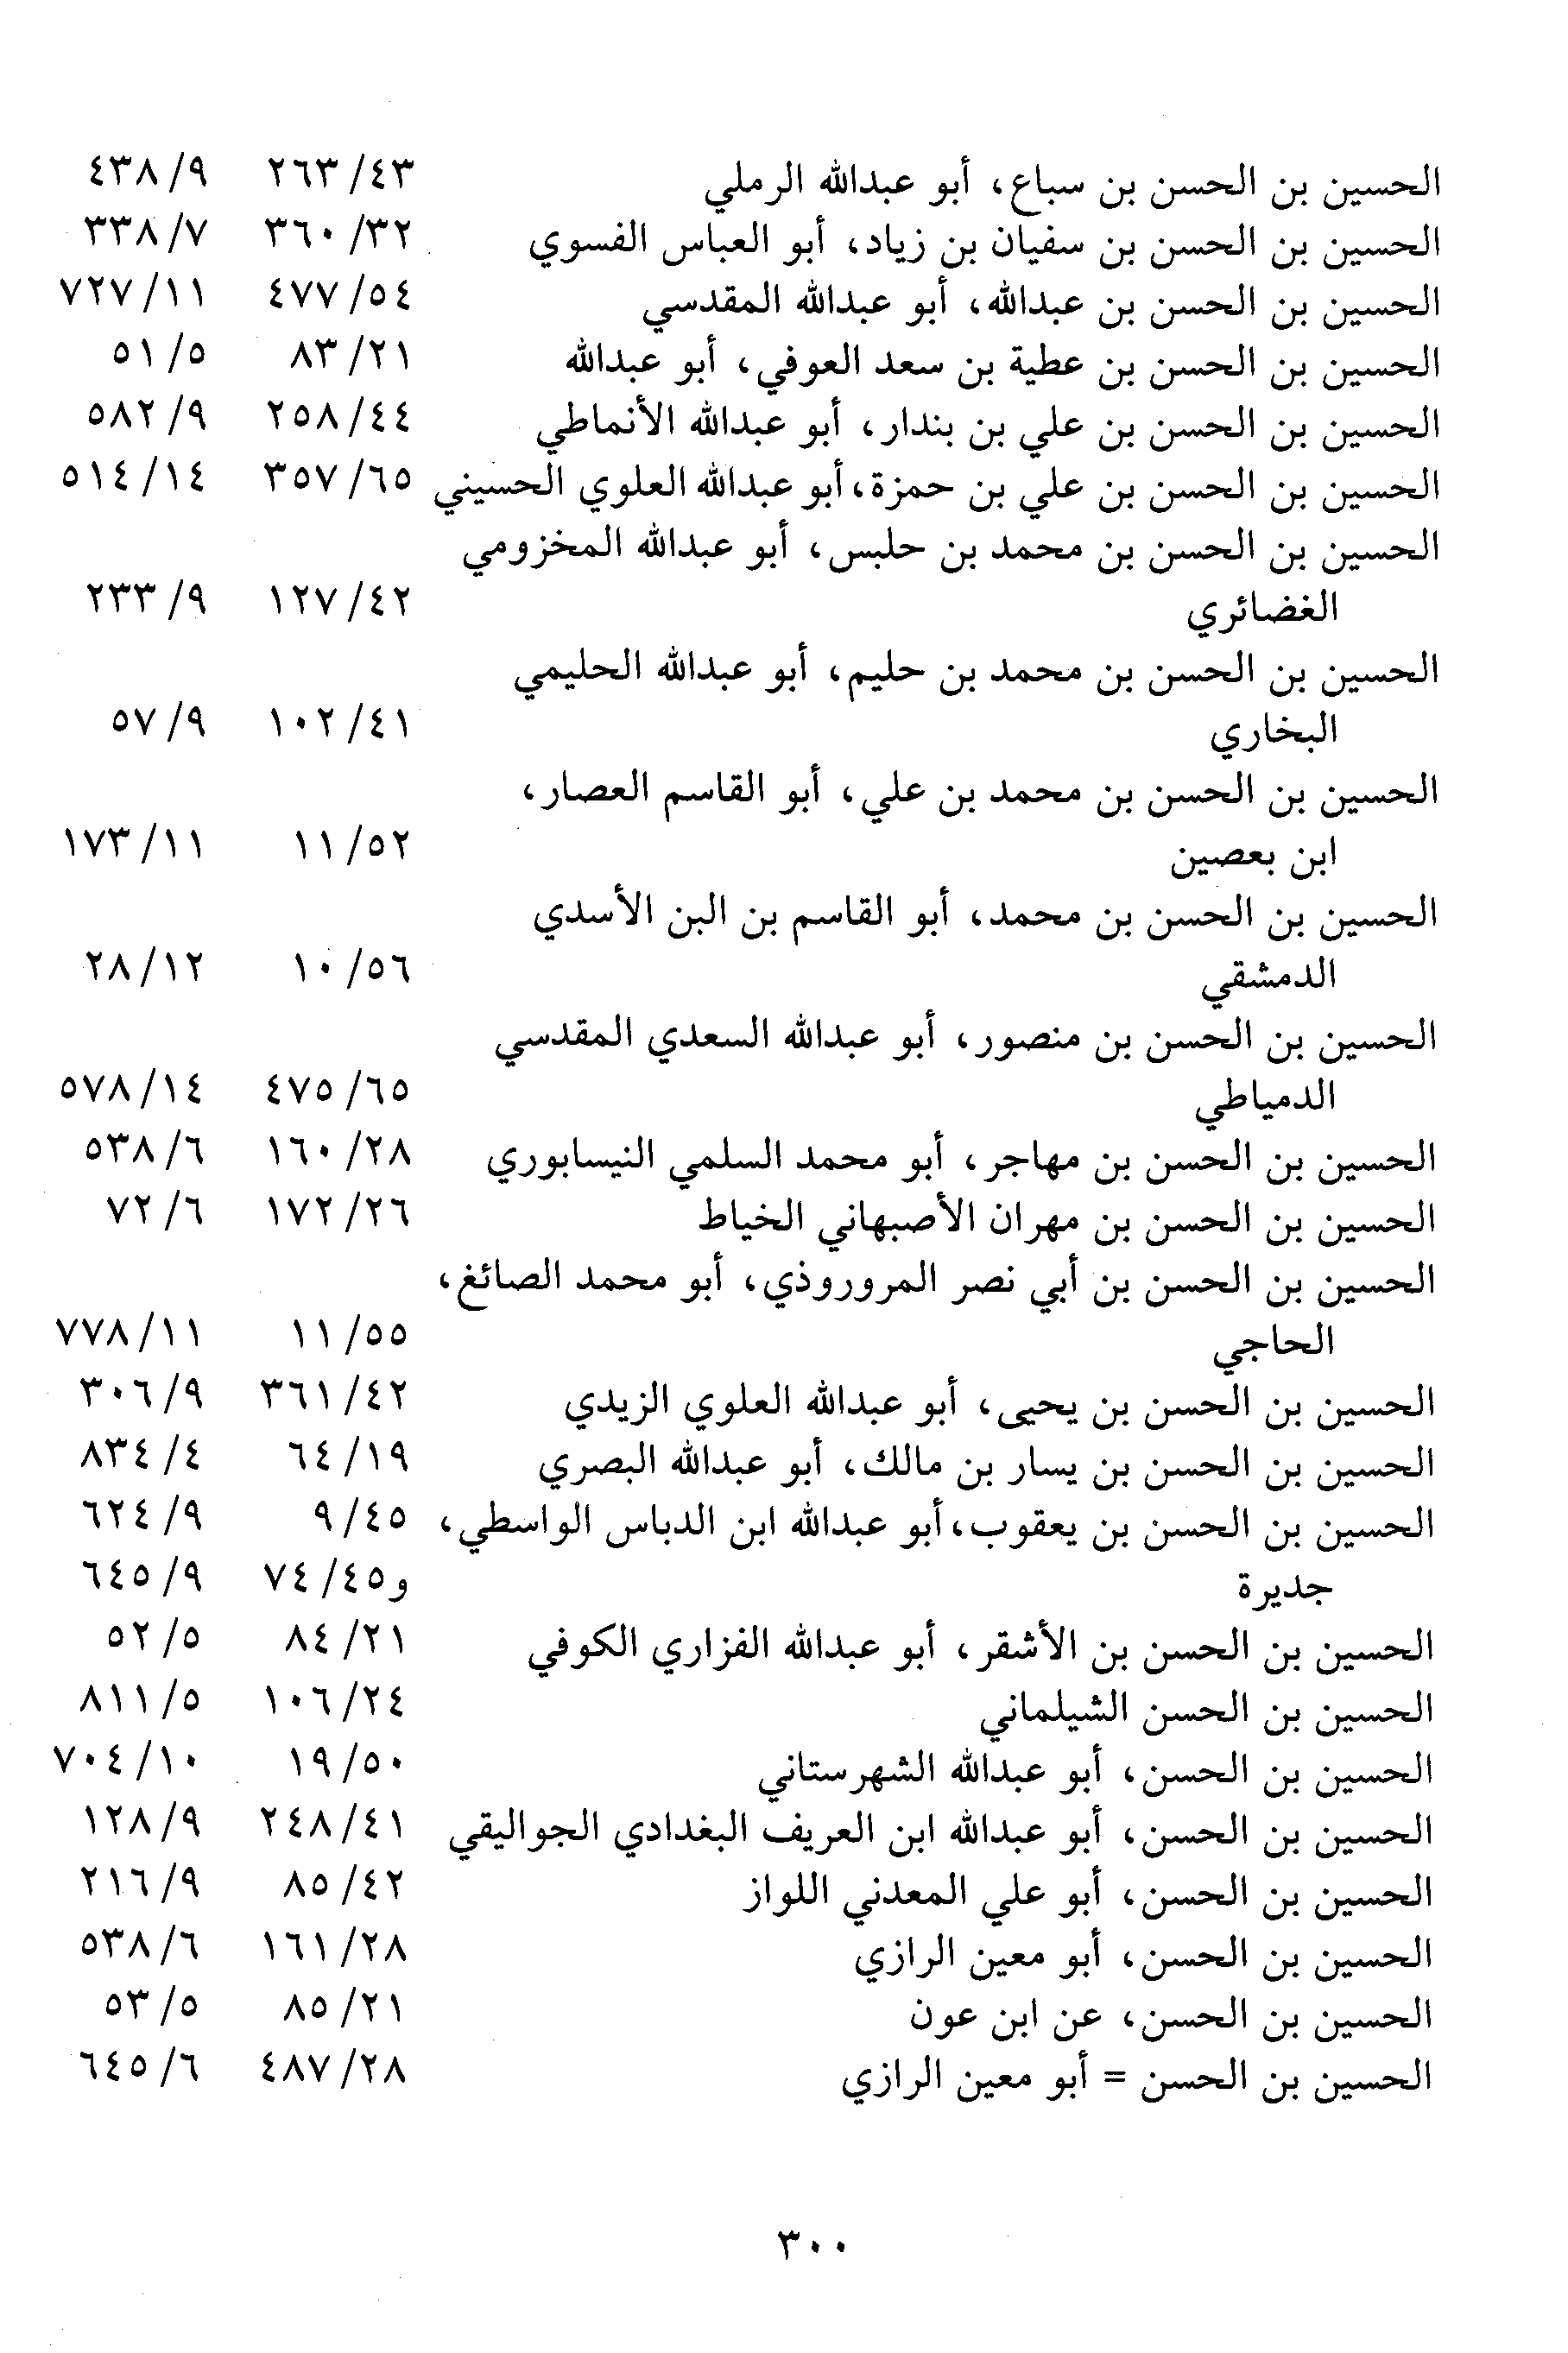 الحسين بن الحسن بن سباع، أبو عبدالله الرملي ٤٣/ ٢٦٣ ٩/ ٤٣٨
الحسين بن الحسن بن سفيان بن زياد، أبو العباس الفسوي ٣٢/ ٣٦٠ ٧/ ٣٣٨
الحسين بن الحسن بن عبدالله، أبو عبدالله المقدسي ٥٤/ ٤٧٧ ١١/ ٧٢٧
الحسين بن الحسن بن عطية بن سعد العوفي، أبو عبدالله ٢١/ ٨٣ ٥/ ٥١
الحسين بن الحسن بن علي بن بندار، أبو عبدالله الأنماطي ٤٤/ ٢٥٨ ٩/ ٥٨٢
الحسين بن الحسن بن علي بن حمزة، أبو عبدالله العلوي الحسيني ٦٥/ ٣٥٧ ١٤/ ٥١٤
الحسين بن الحسن بن محمد بن حلبس، أبو عبدالله المخزومي
الغضائري ٤٢/ ١٢٧ ٩/ ٢٣٣
الحسين بن الحسن بن محمد بن حليم، أبو عبدالله الحليمي
البخاري ٤١/ ١٠٢ ٩/ ٥٧
الحسين بن الحسن بن محمد بن علي، أبو القاسم العصار،
ابن بعصين ٥٢/ ١١ ١١/ ١٧٣
الحسين بن الحسن بن محمد، أبو القاسم بن البن الأسدي
الدمشقي ٥٦/ ١٠ ١٢/ ٢٨
الحسين بن الحسن بن منصور، أبو عبدالله السعدي المقدسي
الدمياطي ٦٥/ ٤٧٥ ١٤/ ٥٧٨
الحسين بن الحسن بن مهاجر، أبو محمد السلمي النيسابوري ٢٨/ ١٦٠ ٦/ ٥٣٨
الحسين بن الحسن بن مهران الأصبهاني الخياط ٢٦/ ١٧٢ ٦/ ٧٢
الحسين بن الحسن بن أبي نصر المروروذي، أبو محمد الصائغ،
الحاجي ٥٥/ ١١ ١١/ ٧٧٨
الحسين بن الحسن بن يحيى، أبو عبدالله العلوي الزيدي ٤٢/ ٣٦١ ٩/ ٣٠٦
الحسين بن الحسن بن يسار بن مالك، أبو عبدالله البصري ١٩/ ٦٤ ٤/ ٨٣٤
الحسين بن الحسن بن يعقوب، أبو عبدالله ابن الدباس الواسطي، ٤٥/ ٩ ٩/ ٦٢٤
جديرة و٤٥/ ٧٤ ٩/ ٦٤٥
الحسين بن الحسن بن الأشقر، أبو عبدالله الفزاري الكوفي ٢١/ ٨٤ ٥/ ٥٢
الحسين بن الحسن الشيلماني ٢٤/ ١٠٦ ٥/ ٨١١
الحسين بن الحسن، أبو عبدالله الشهرستاني ٥٠/ ١٩ ١٠/ ٧٠٤
الحسين بن الحسن، أبو عبدالله ابن العريف البغدادي الجواليقي ٤١/ ٢٤٨ ٩/ ١٢٨
الحسين بن الحسن، أبو علي المعدني اللواز ٤٢/ ٨٥ ٩/ ٢١٦
الحسين بن الحسن، أبو معين الرازي ٢٨/ ١٦١ ٦/ ٥٣٨
الحسين بن الحسن، عن ابن عون ٢١/ ٨٥ ٥/ ٥٣
الحسين بن الحسن = أبو معين الرازي ٢٨/ ٤٨٧ ٦/ ٦٤٥
٣٠٠